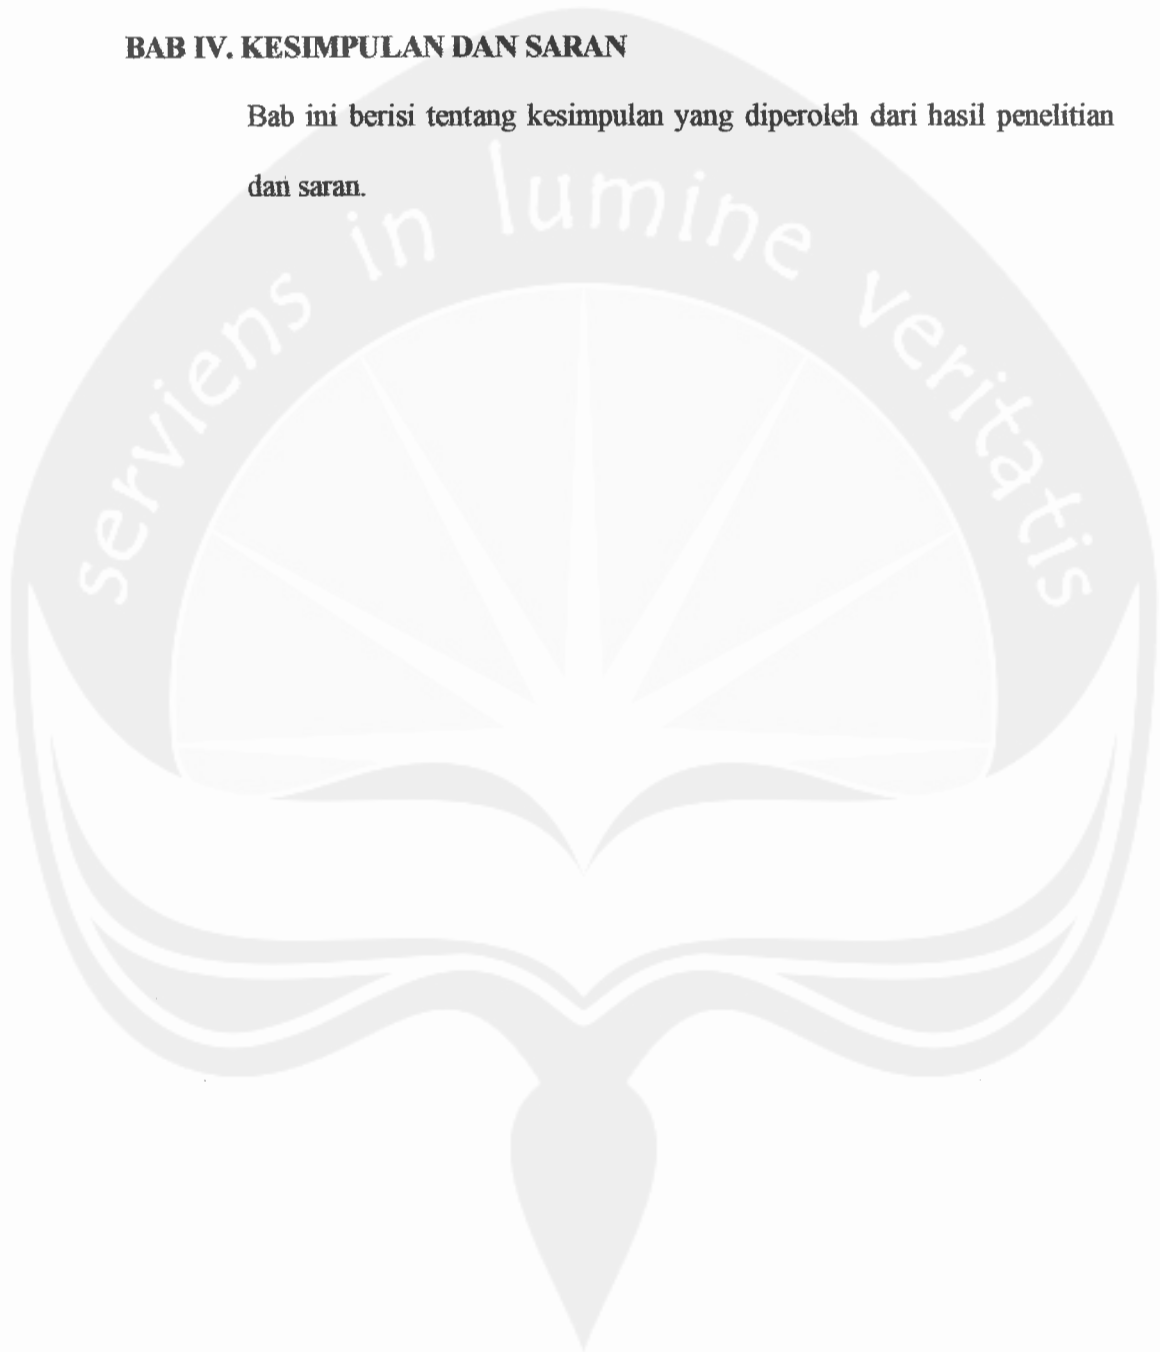 BAB IV. KESIMPULAN DAN SARAN
Bab ini berisi tentang kesimpulan yang diperoleh dari hasil penelitian
dan saran.
serviens in lumine veritatis